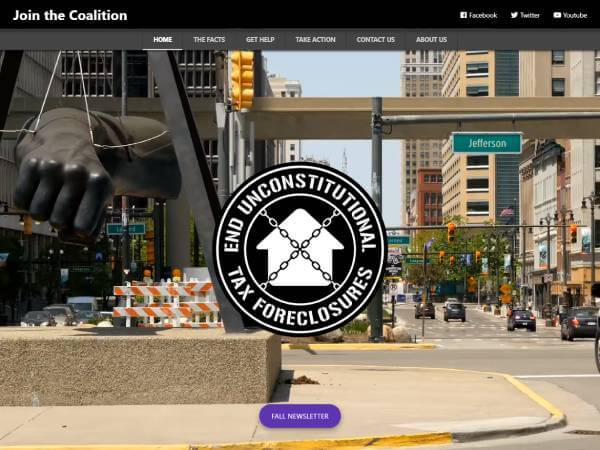 Join the Coalition
Facebook
Twitter
Youtube
HOME
THE FACTS
GET HELP
TAKE ACTION
CONTACT US
ABOUT US
Jefferson
END UNCONSTITUTIONAL
TAX FORECLOSURES
FALL NEWSLETTER